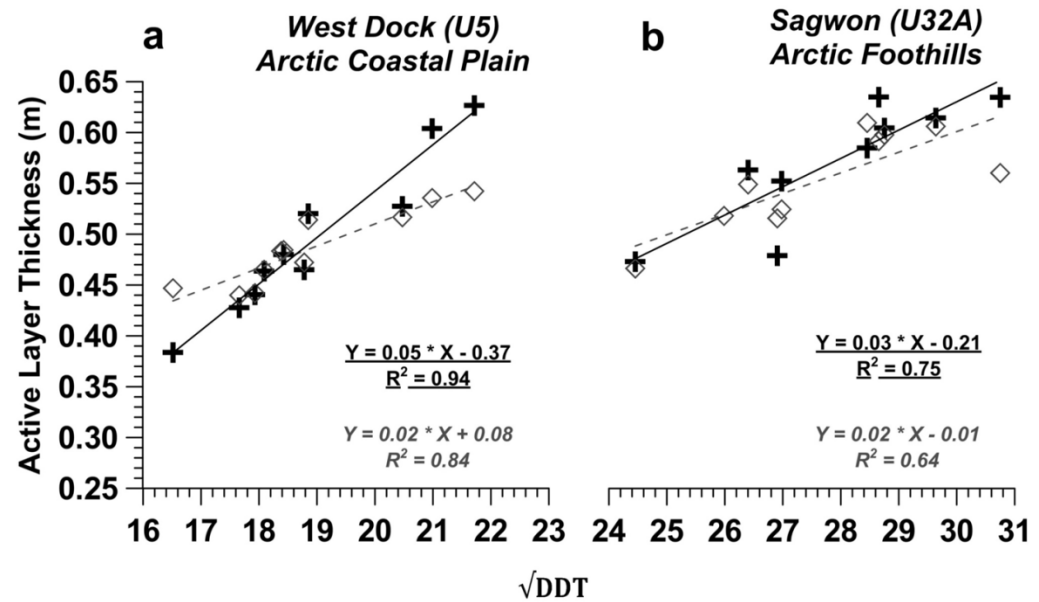 a
West Dock (U5)
Arctic Coastal Plain
b
Sagwon (U32A)
Arctic Foothills
Active Layer Thickness (m)
0.65
0.60
0.55
0.50
0.45
0.40
0.35
0.30
0.25
Y = 0.05 * X - 0.37
R² = 0.94
Y = 0.02 * X + 0.08
R² = 0.84
Y = 0.03 * X - 0.21
R² = 0.75
Y = 0.02 * X - 0.01
R² = 0.64
16 17 18 19 20 21 22 23
24 25 26 27 28 29 30 31
√DDT